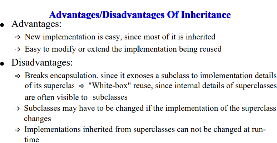 Advantages/Disadvantages Of Inheritance
• Advantages:
⇒ New implementation is easy, since most of it is inherited
⇒ Easy to modify or extend the implementation being reused
• Disadvantages:
⇒ Breaks encapsulation, since it exposes a subclass to implementation details
of its superclas ⇒ "White-box" reuse, since internal details of superclasses
are often visible to subclasses
⇒ Subclasses may have to be changed if the implementation of the superclass
changes
⇒ Implementations inherited from superclasses can not be changed at run-
time